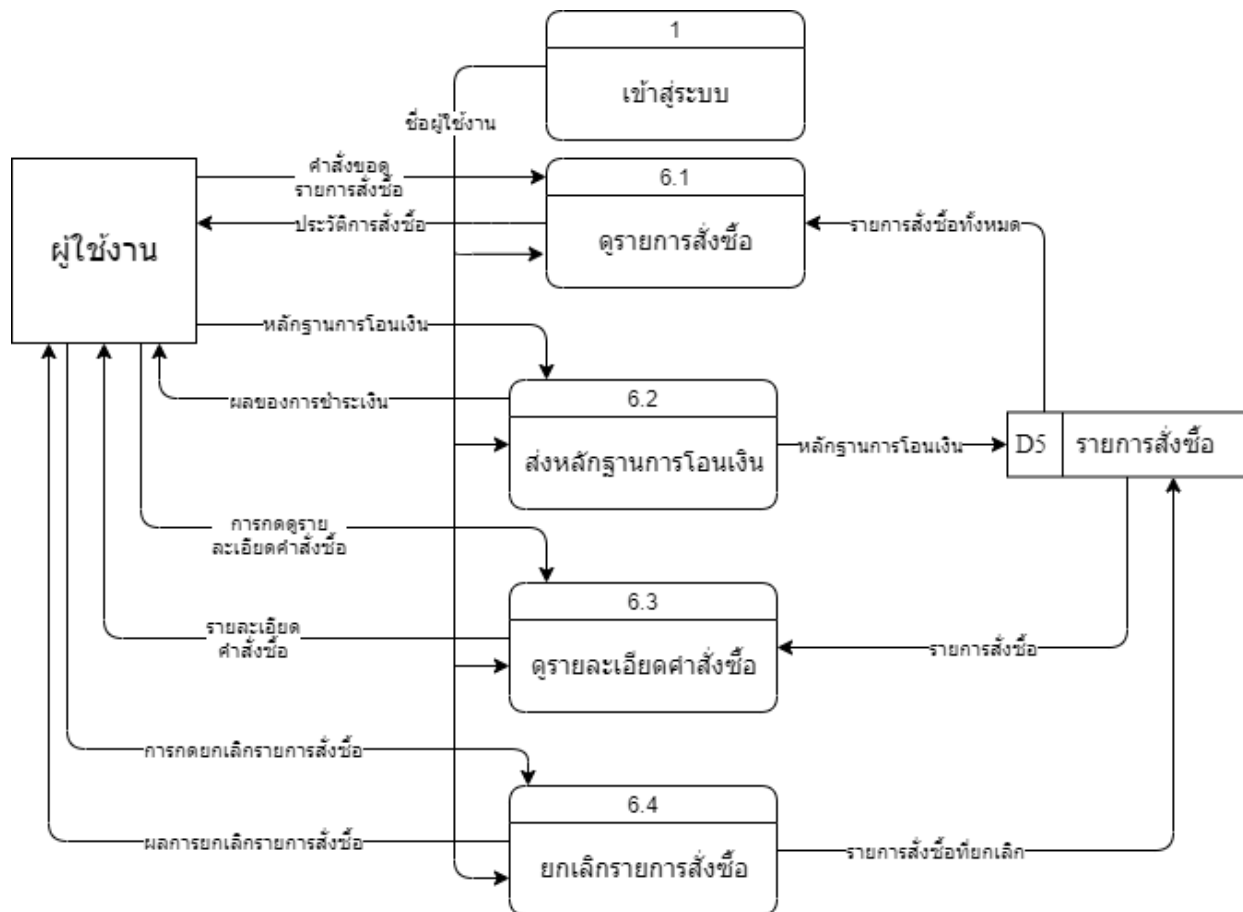 1
เข้าสู่ระบบ
ชื่อผู้ใช้งาน
ผู้ใช้งาน
คำสั่งขอดู
รายการสั่งซื้อ
ประวัติการสั่งซื้อ
6.1
ดูรายการสั่งซื้อ
รายการสั่งซื้อทั้งหมด
หลักฐานการโอนเงิน
ผลของการชำระเงิน
6.2
ส่งหลักฐานการโอนเงิน
หลักฐานการโอนเงิน
D5
รายการสั่งซื้อ
การกดดูราย
ละเอียดคำสั่งซื้อ
6.3
ดูรายละเอียดคำสั่งซื้อ
รายละเอียด
คำสั่งซื้อ
รายการสั่งซื้อ
การกดยกเลิกรายการสั่งซื้อ
6.4
ยกเลิกรายการสั่งซื้อ
ผลการยกเลิกรายการสั่งซื้อ
รายการสั่งซื้อที่ยกเลิก